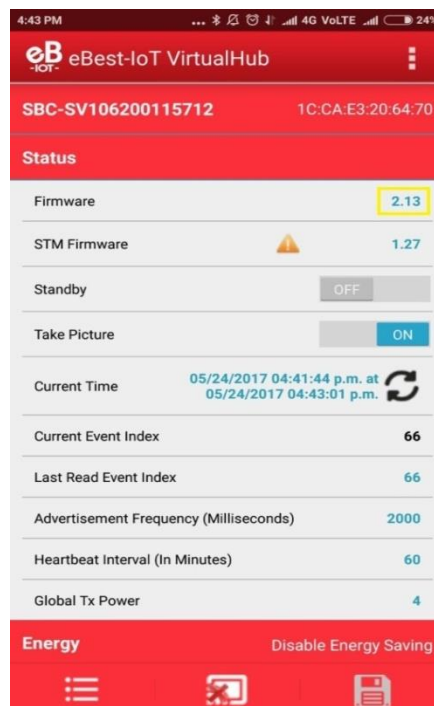 4:43 PM ... 4G VoLTE 24%
eB -IOT- eBest-IoT VirtualHub
SBC-SV106200115712 1C:CA:E3:20:64:70
Status
Firmware 2.13
STM Firmware 1.27
Standby OFF
Take Picture ON
Current Time 05/24/2017 04:41:44 p.m. at
05/24/2017 04:43:01 p.m.
Current Event Index 66
Last Read Event Index 66
Advertisement Frequency (Milliseconds) 2000
Heartbeat Interval (In Minutes) 60
Global Tx Power 4
Energy Disable Energy Saving